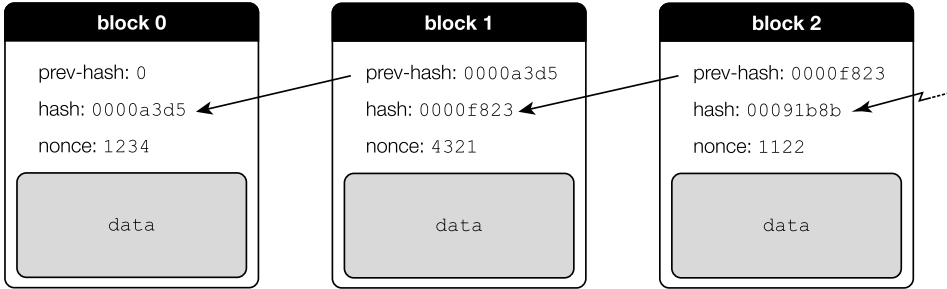 block 0
prev-hash: 0
hash: 0000a3d5
nonce: 1234
data
block 1
prev-hash: 0000a3d5
hash: 0000f823
nonce: 4321
data
block 2
prev-hash: 0000f823
hash: 00091b8b
nonce: 1122
data